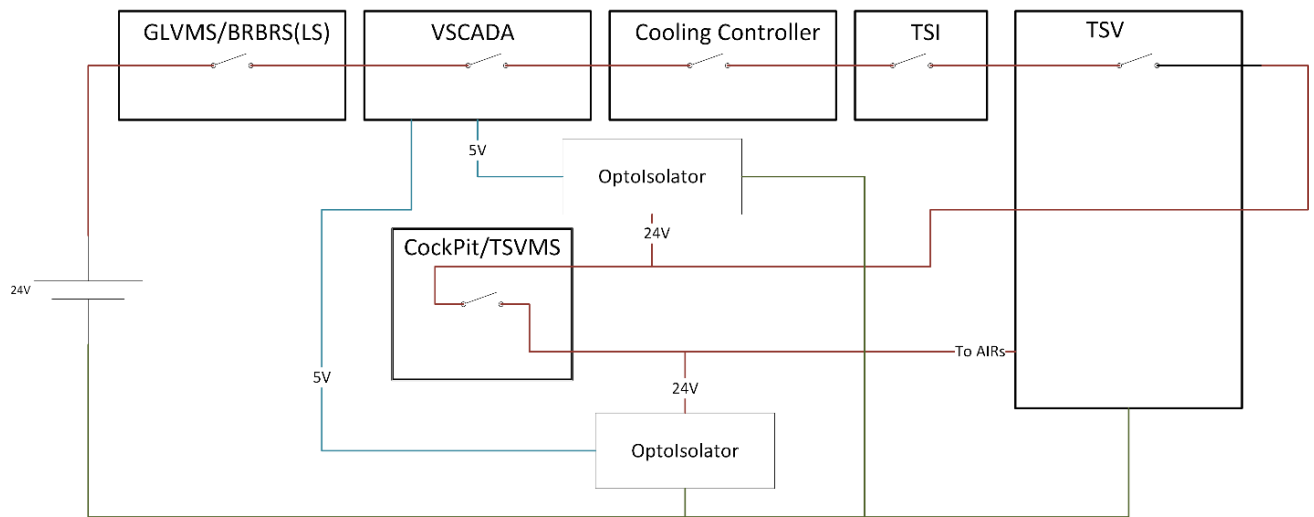 GLVMS/BRBRS(LS)
VSCADA
Cooling Controller
TSI
TSV
5V
OptoIsolator
24V
CockPit/TSVMS
24V
To AIRs
5V
24V
OptoIsolator